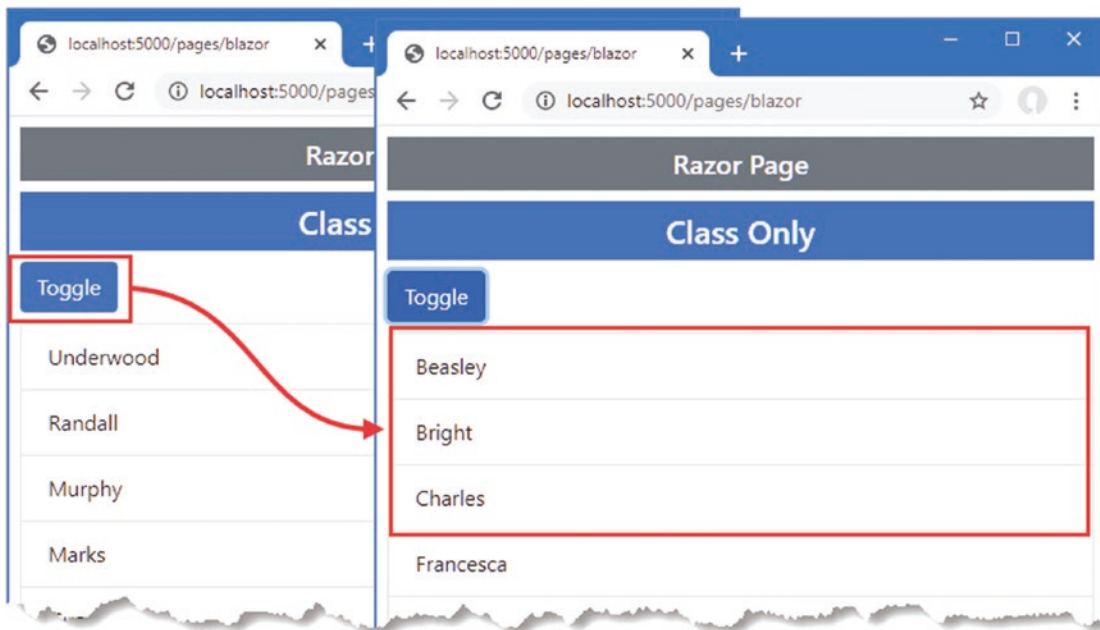 localhost:5000/pages/blazor
localhost:5000/pages
Razor
Class
Toggle
Underwood
Randall
Murphy
Marks
localhost:5000/pages/blazor
localhost:5000/pages/blazor
Razor Page
Class Only
Toggle
Beasley
Bright
Charles
Francesca